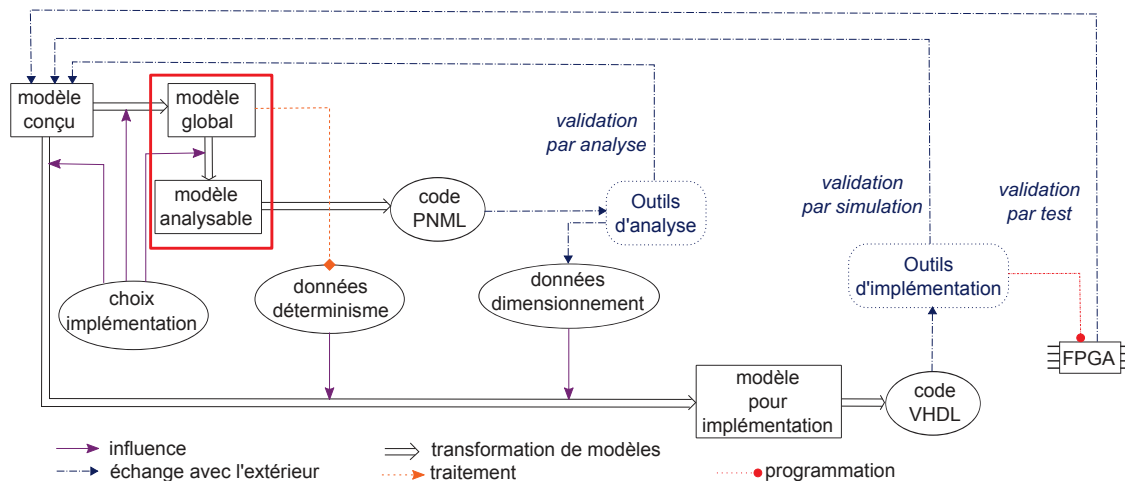 modèle
conçu
modèle
global
modèle
analysable
code
PNML
validation
par analyse
Outils
d'analyse
validation
par simulation
validation
par test
choix
implémentation
données
déterminisme
données
dimensionnement
Outils
d'implémentation
FPGA
modèle
pour
implémentation
code
VHDL
influence
transformation de modèles
échange avec l'extérieur
traitement
programmation